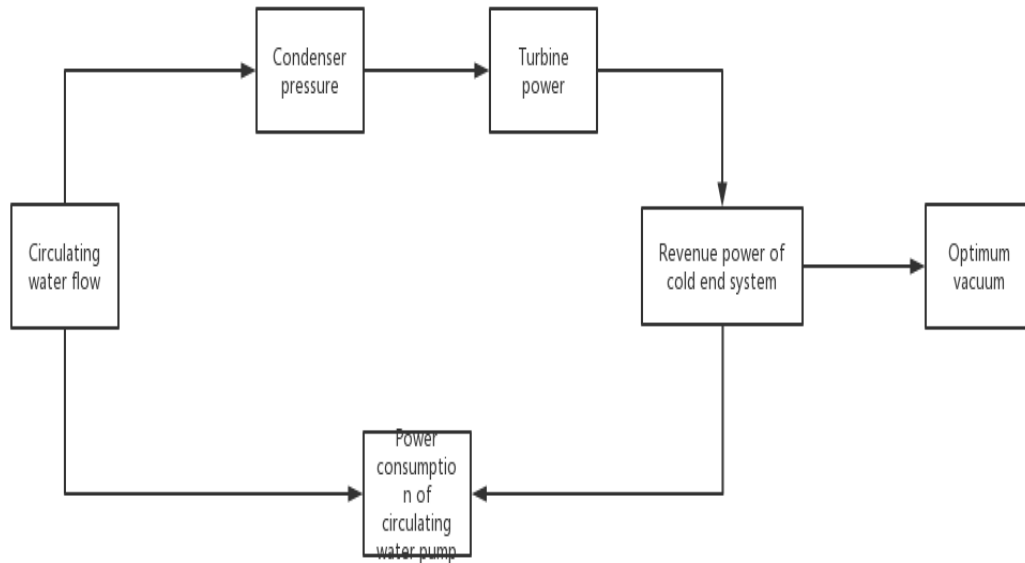 Condenser
pressure
Turbine
power
Circulating
water flow
Revenue power of
cold end system
Optimum
vacuum
Power
consumptio
n of
circulating
water pump